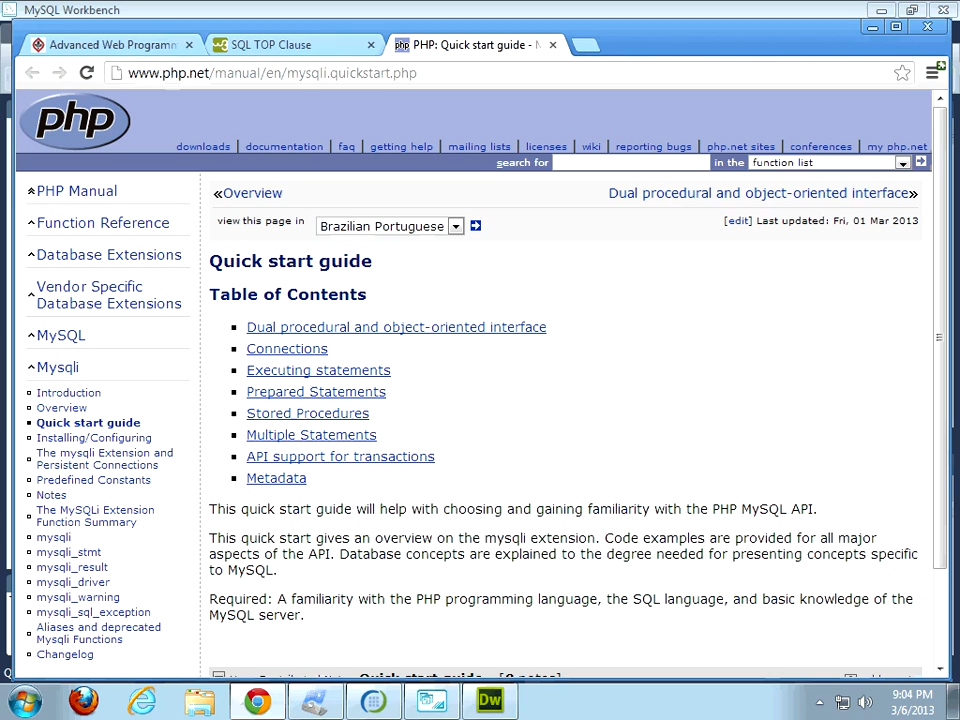 MySQL Workbench
Advanced Web Programm
SQL TOP Clause
PHP: Quick start guide -
www.php.net/manual/en/mysqli.quickstart.php
php
downloads | documentation | faq | getting help | mailing lists | licenses | wiki | reporting bugs | php.net sites | conferences | my php.net
search for in the function list
PHP Manual
Function Reference
Database Extensions
Vendor Specific
Database Extensions
MySQL
Mysqli
Introduction
Overview
Quick start guide
Installing/Configuring
The mysqli Extension and
Persistent Connections
Predefined Constants
Notes
The MySQLi Extension
Function Summary
mysqli
mysqli_stmt
mysqli_result
mysqli_driver
mysqli_warning
mysqli_sql_exception
Aliases and deprecated
Mysqli Functions
Changelog
«Overview
Dual procedural and object-oriented interface»
view this page in Brazilian Portuguese
[edit] Last updated: Fri, 01 Mar 2013
Quick start guide
Table of Contents
Dual procedural and object-oriented interface
Connections
Executing statements
Prepared Statements
Stored Procedures
Multiple Statements
API support for transactions
Metadata
This quick start guide will help with choosing and gaining familiarity with the PHP MySQL API.
This quick start gives an overview on the mysqli extension. Code examples are provided for all major
aspects of the API. Database concepts are explained to the degree needed for presenting concepts specific
to MySQL.
Required: A familiarity with the PHP programming language, the SQL language, and basic knowledge of the
MySQL server.
Quick start guide
Dw
9:04 PM
3/6/2013